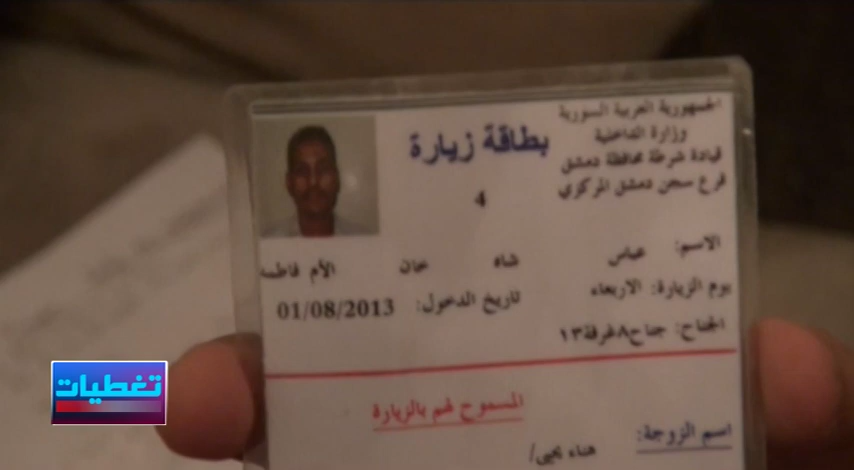 الجمهورية العربية السورية
وزارة الداخلية
قيادة شرطة محافظة دمشق
فرع سجن دمشق المركزي
بطاقة زيارة
4
الاسم: عباس شاه خان الأم فاطمه
يوم الزيارة: الاربعاء تاريخ الدخول: 01/08/2013
الجناح: جناح٨غرفة١٣
المسموح لهم بالزيارة
اسم الزوجة: هناء يحيى/
تغطيات